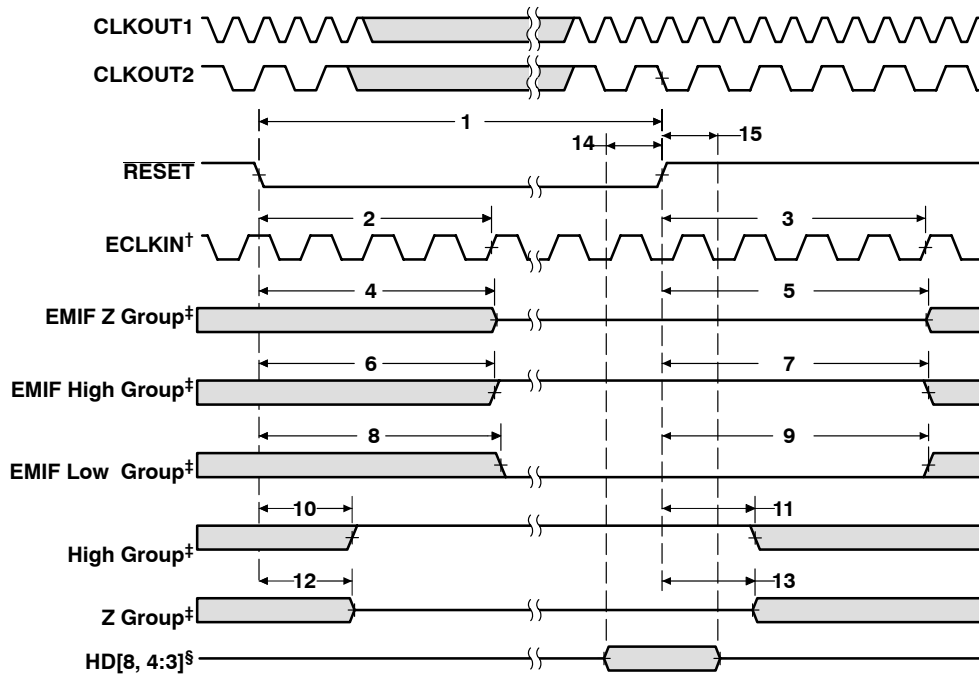 CLKOUT1
CLKOUT2
1
14
15
RESET
2
3
ECLKIN†
4
5
EMIF Z Group‡
6
7
EMIF High Group‡
8
9
EMIF Low Group‡
10
11
High Group‡
12
13
Z Group‡
HD[8, 4:3]§